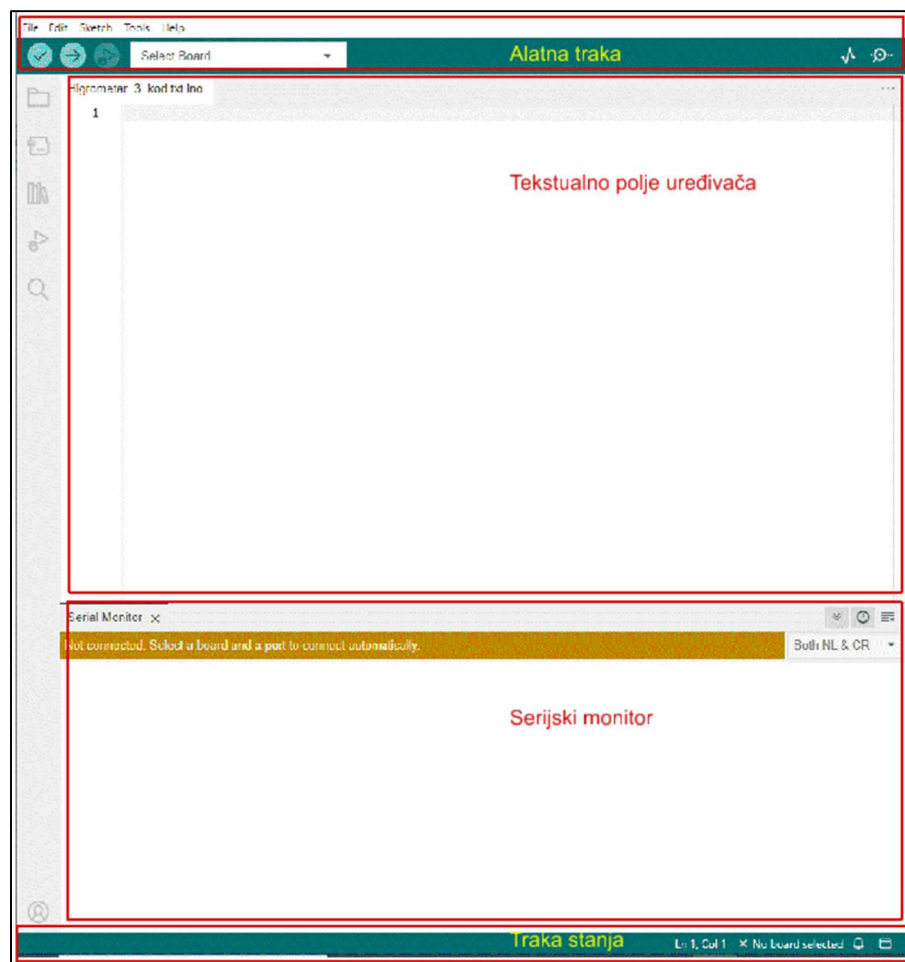 File Edit Sketch Tools Help
Select Board
Alatna traka
Higrometar_3_kod.txt.ino
...
1
Tekstualno polje uređivača
Serial Monitor ×
Not connected. Select a board and a port to connect automatically.
Both NL & CR
Serijski monitor
Traka stanja
Ln 1, Col 1 × No board selected